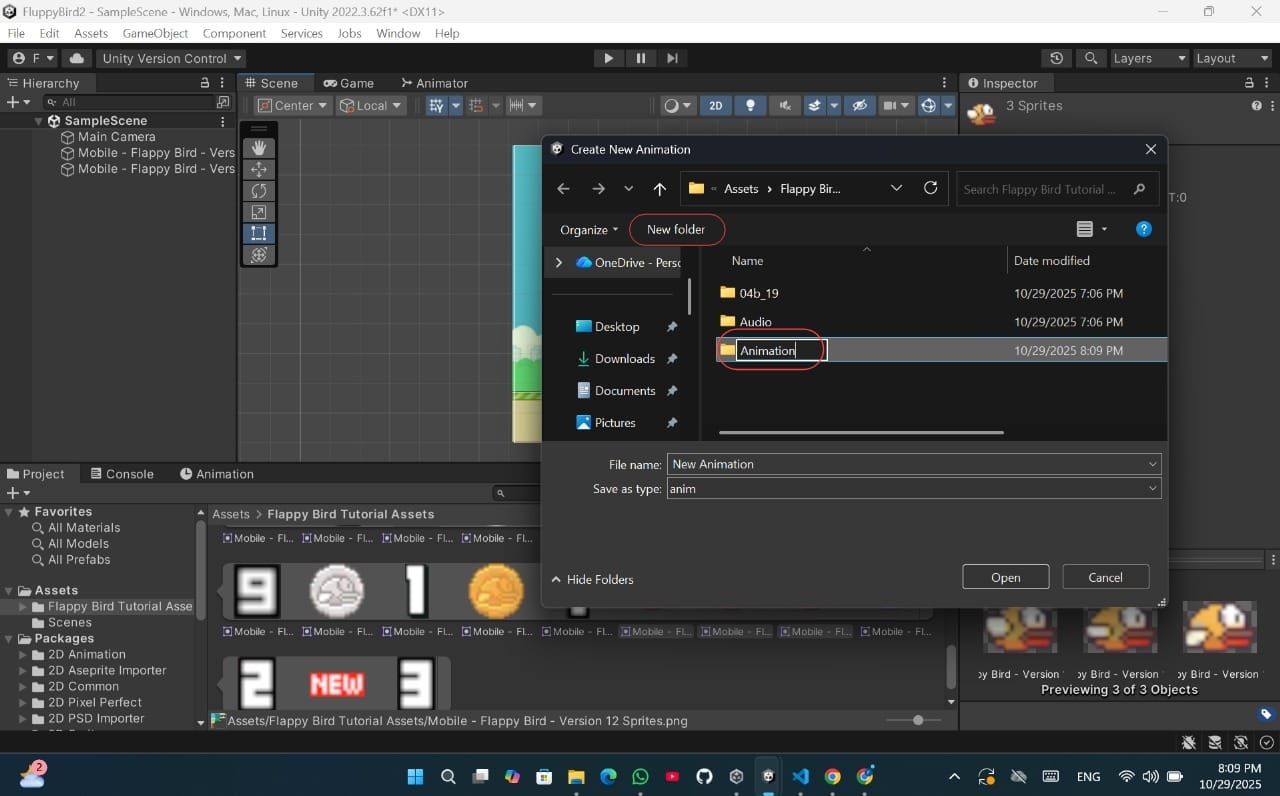 FluppyBird2 - SampleScene - Windows, Mac, Linux - Unity 2022.3.62f1* <DX11>
File Edit Assets GameObject Component Services Jobs Window Help
F Unity Version Control Layers Layout
Hierarchy Scene Game Animator Inspector
All Center Local 2D 3 Sprites
SampleScene
Main Camera
Mobile - Flappy Bird - Vers
Mobile - Flappy Bird - Vers
Create New Animation
« Assets > Flappy Bir... Search Flappy Bird Tutorial ...
T:0
Organize New folder
OneDrive - Perso
Name Date modified
04b_19 10/29/2025 7:06 PM
Desktop
Audio 10/29/2025 7:06 PM
Animation 10/29/2025 8:09 PM
Downloads
Documents
Pictures
File name: New Animation
Save as type: anim
Hide Folders Open Cancel
Project Console Animation
Favorites
All Materials
All Models
All Prefabs
Assets
Flappy Bird Tutorial Asse
Scenes
Packages
2D Animation
2D Aseprite Importer
2D Common
2D Pixel Perfect
2D PSD Importer
Assets > Flappy Bird Tutorial Assets
Mobile - Fl... Mobile - Fl... Mobile - Fl... Mobile - Fl...
9 1
Mobile - Fl... Mobile - Fl... Mobile - Fl... Mobile - Fl... Mobile - Fl... Mobile - Fl... Mobile - Fl... Mobile - Fl... Mobile - Fl...
2 NEW 3
Assets/Flappy Bird Tutorial Assets/Mobile - Flappy Bird - Version 12 Sprites.png
py Bird - Version py Bird - Version py Bird - Version
Previewing 3 of 3 Objects
2
ENG
8:09 PM
10/29/2025